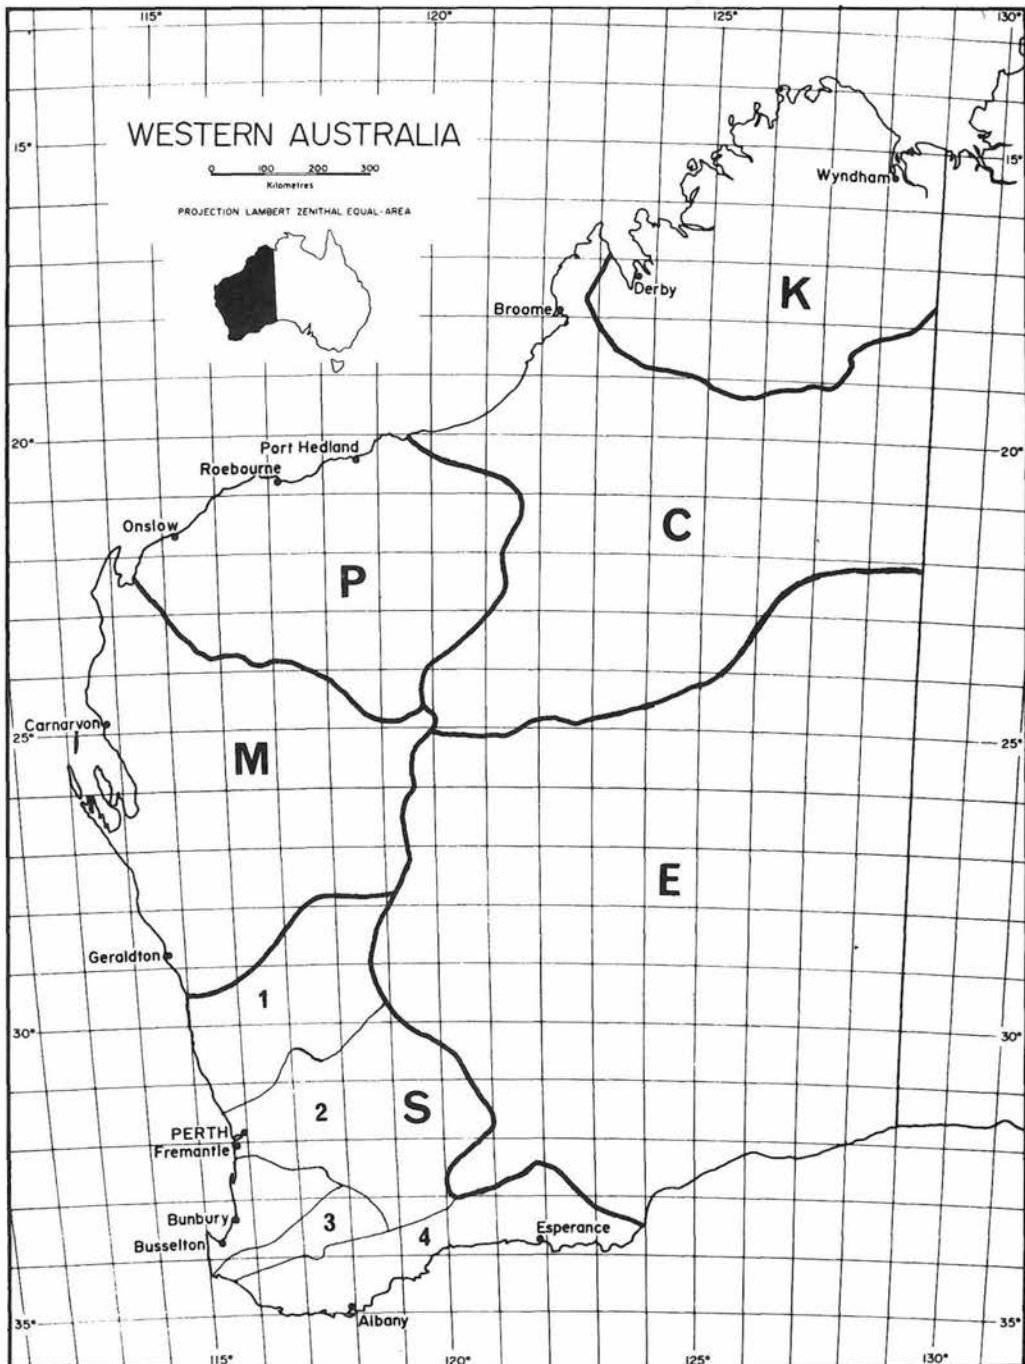 115° 120° 125° 130°
WESTERN AUSTRALIA
15° 15°
0 100 200 300
Kilometres
Wyndham
PROJECTION LAMBERT ZENITHAL EQUAL-AREA
Derby
K
Broome
20° 20°
Port Hedland
Roebourne
Onslow
C
P
Carnarvon
25° 25°
M
E
Geraldton
1
30° 30°
2
S
PERTH
Fremantle
Bunbury
3
4
Esperance
Busselton
Albany
35° 35°
115° 120° 125° 130°